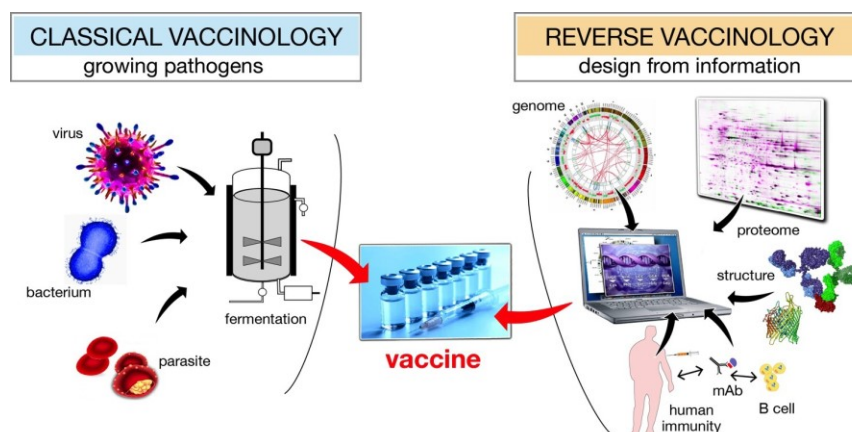 CLASSICAL VACCINOLOGY
growing pathogens
virus
bacterium
parasite
fermentation
vaccine
REVERSE VACCINOLOGY
design from information
genome
proteome
structure
mAb
B cell
human
immunity